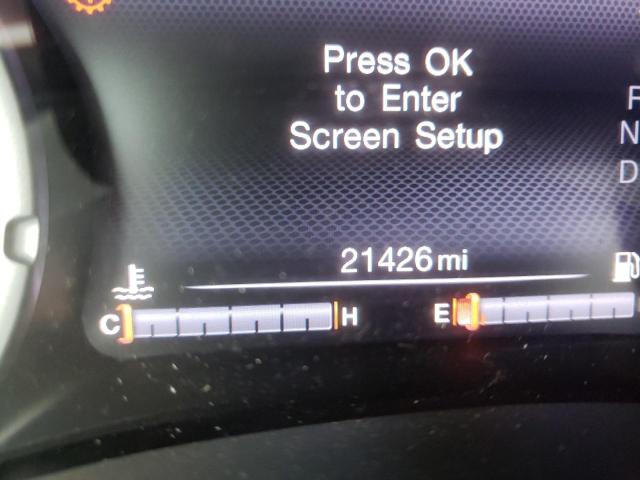 Press OK
to Enter
Screen Setup
N
D
21426 mi
C H
E